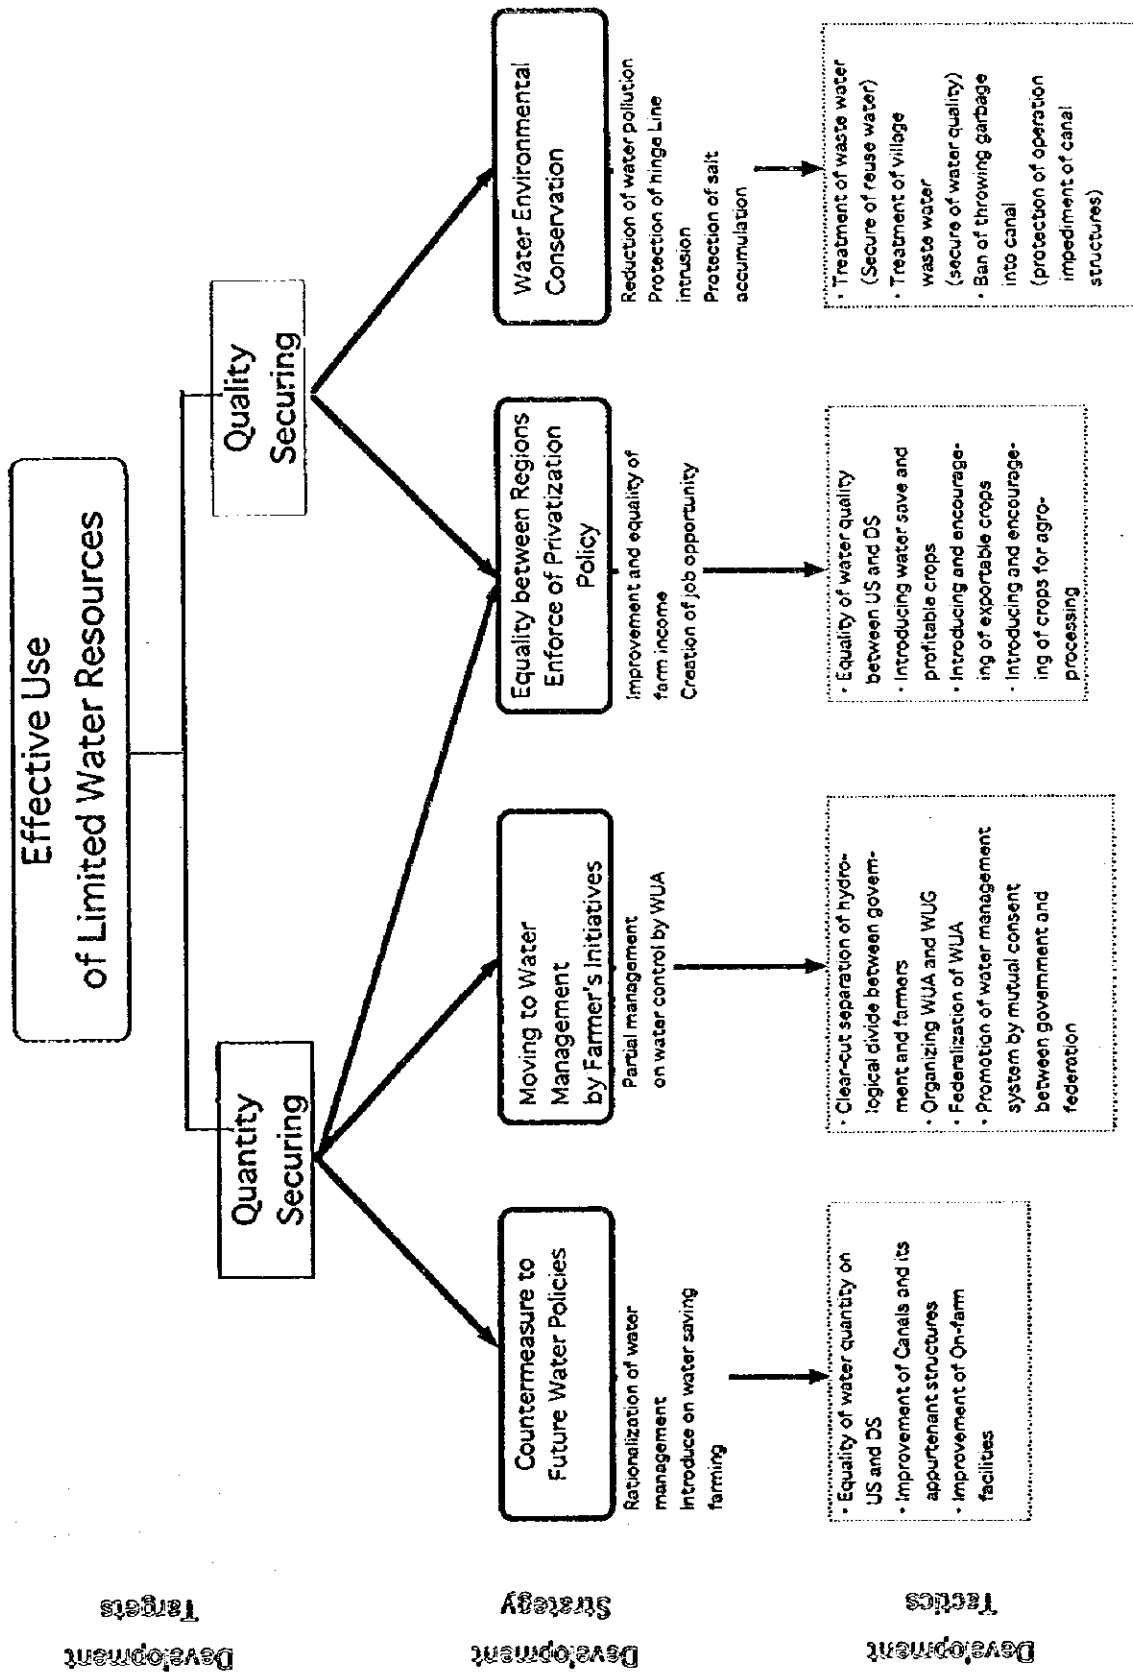 Effective Use
of Limited Water Resources
Quantity
Securing
Quality
Securing
Countermeasure to
Future Water Policies
Rationalization of water
management
Introduce on water saving
farming
Moving to Water
Management
by Farmer's Initiatives
Partial management
on water control by WUA
Equality between Regions
Enforce of Privatization
Policy
Improvement and equality of
farm income
Creation of job opportunity
Water Environmental
Conservation
Reduction of water pollution
Protection of hinge Line
intrusion
Protection of salt
accumulation
· Equality of water quantity on
US and DS
· Improvement of Canals and its
appurtenant structures
· Improvement of On-farm
facilities
· Clear-cut separation of hydro-
logical divide between govern-
ment and farmers
· Organizing WUA and WUG
· Federalization of WUA
· Promotion of water management
system by mutual consent
between government and
federation
· Equality of water quality
between US and DS
· Introducing water save and
profitable crops
· Introducing and encourage-
ing of exportable crops
· Introducing and encourage-
ing of crops for agro-
processing
· Treatment of waste water
(Secure of reuse water)
· Treatment of village
waste water
(secure of water quality)
· Ban of throwing garbage
into canal
(protection of operation
impediment of canal
structures)
Development
Targets
Development
Strategy
Development
Tactics